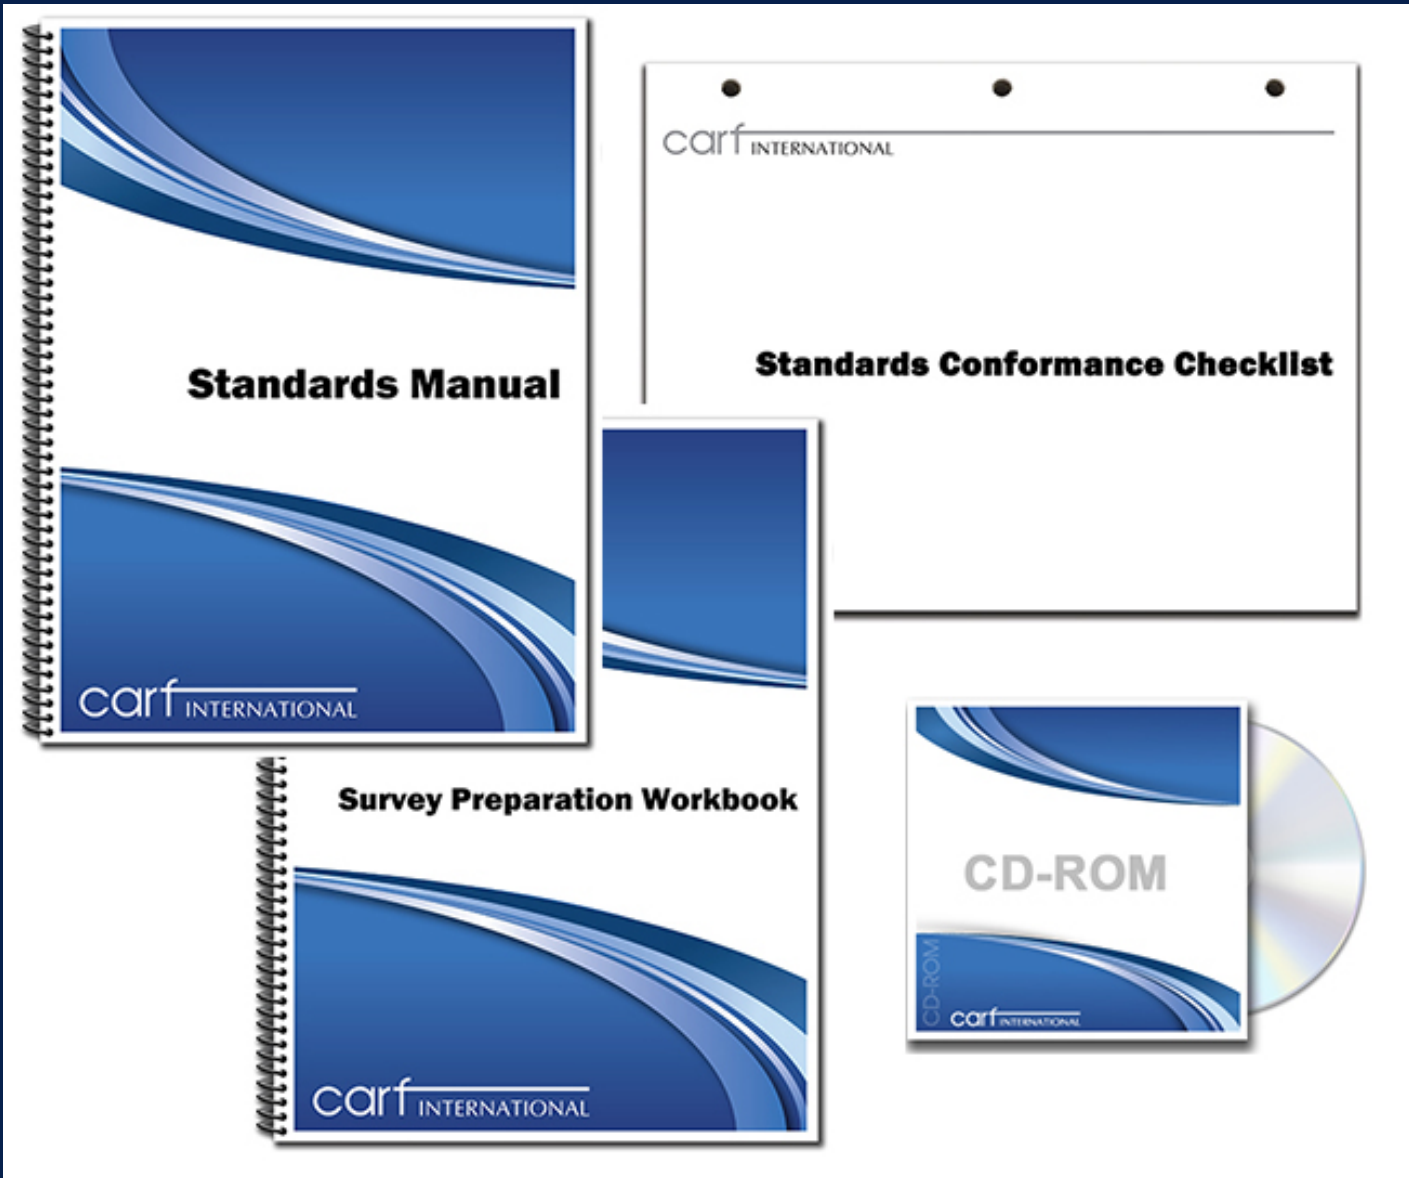 Standards Manual
carf INTERNATIONAL
carf INTERNATIONAL
Standards Conformance Checklist
Survey Preparation Workbook
carf INTERNATIONAL
CD-ROM
CD-ROM
carf INTERNATIONAL